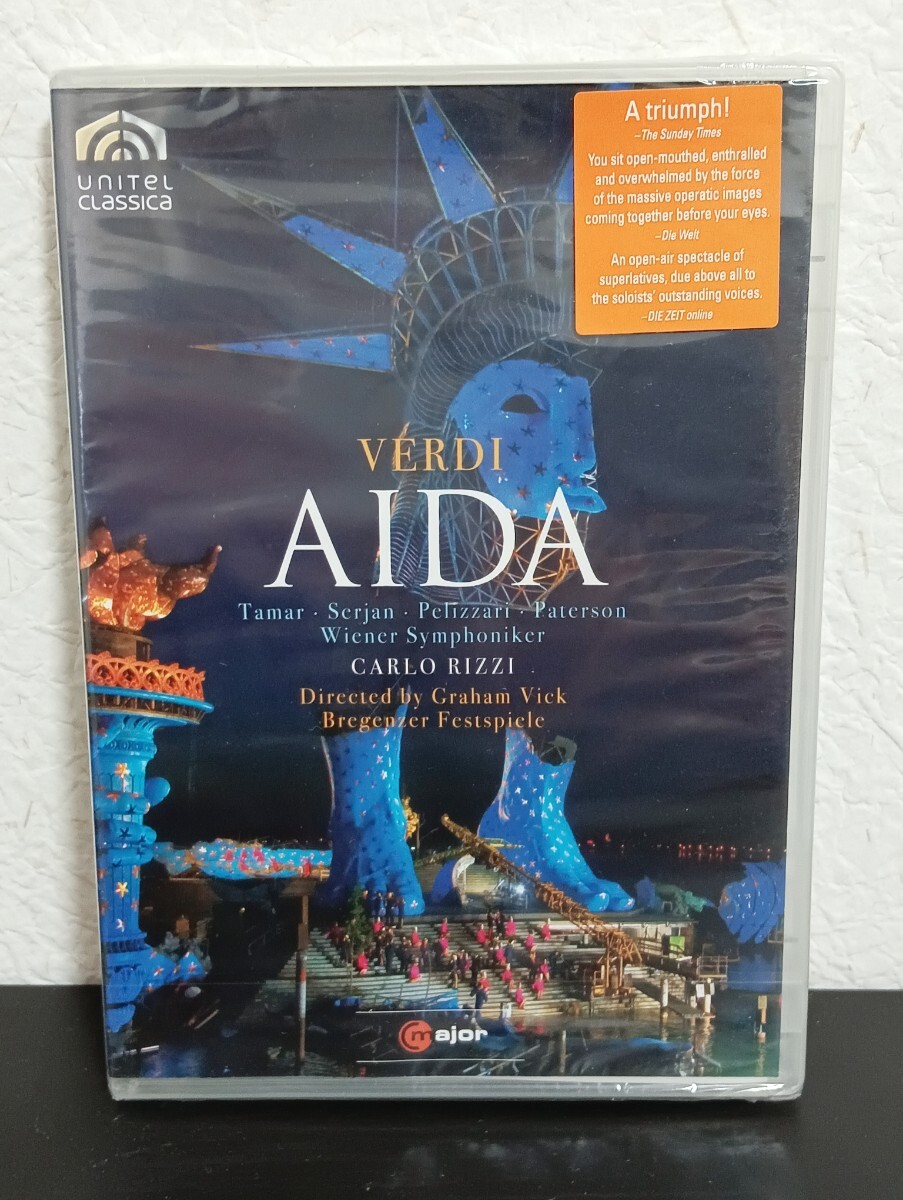 UNITEL
CLASSICA
A triumph!
–The Sunday Times
You sit open-mouthed, enthralled
and overwhelmed by the force
of the massive operatic images
coming together before your eyes.
–Die Welt
An open-air spectacle of
superlatives, due above all to
the soloists' outstanding voices.
–DIE ZEIT online
VERDI
AIDA
Tamar · Serjan · Pelizzari · Paterson
Wiener Symphoniker
CARLO RIZZI
Directed by Graham Vick
Bregenzer Festspiele
Cmajor